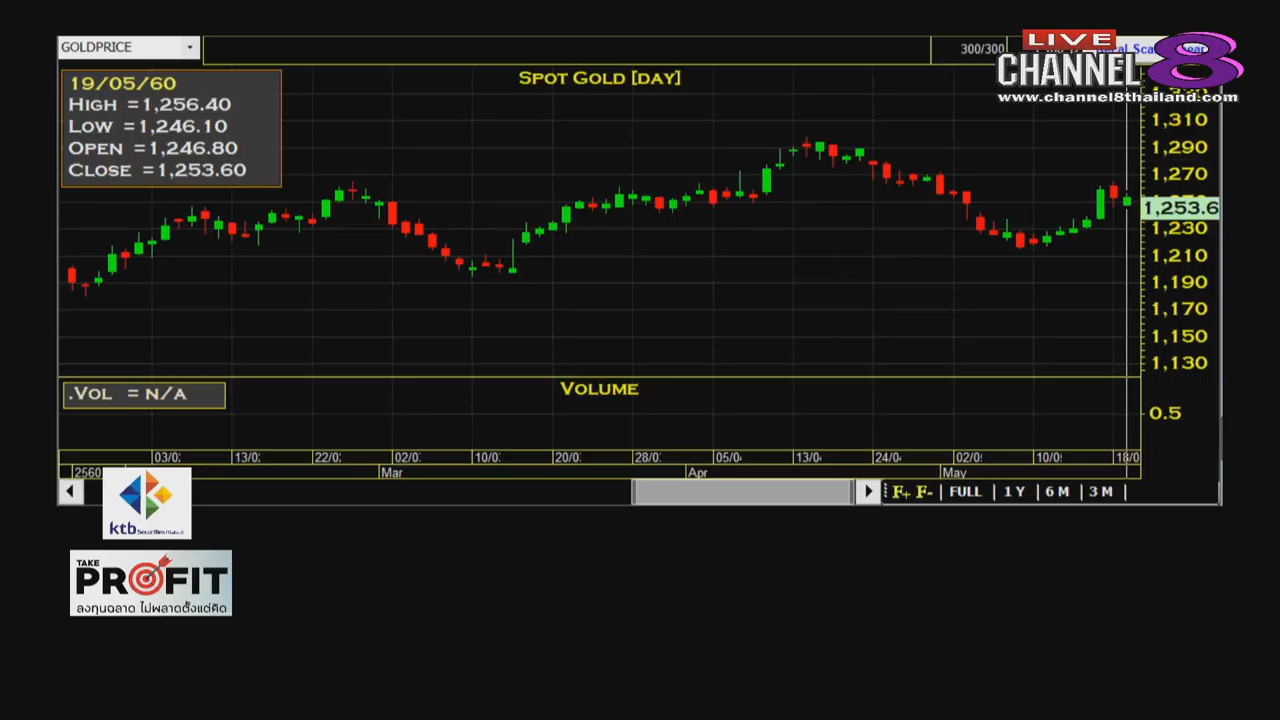 GOLDPRICE
300/300
LIVE
CHANNEL 8
www.channel8thailand.com
19/05/60
HIGH =1,256.40
LOW =1,246.10
OPEN =1,246.80
CLOSE =1,253.60
SPOT GOLD [DAY]
1,310
1,290
1,270
1,253.6
1,230
1,210
1,190
1,170
1,150
1,130
.VOL = N/A
VOLUME
0.5
03/0
13/0
22/0
02/0
10/0
20/0
28/0
05/0
13/0
24/0
02/0
10/0
18/0
2560
Mar
Apr
May
F+ F- FULL 1 Y 6 M 3 M
ktb Securities
TAKE
PROFIT
ลงทุนฉลาด ไม่พลาดตั้งแต่คิด